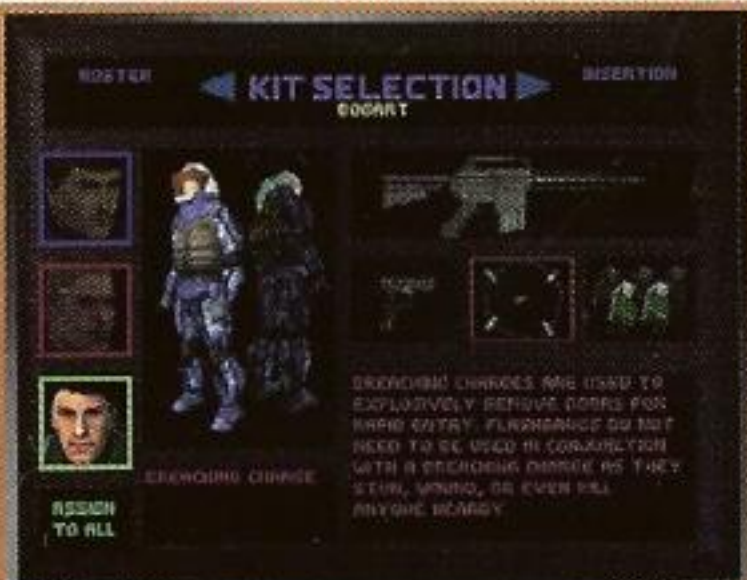 ROSTER
KIT SELECTION
INSERTION
BOGART
BREACHING CHARGE
BREACHING CHARGES ARE USED TO
EXPLOSIVELY REMOVE DOORS FOR
RAPID ENTRY. FLASHBANGS DO NOT
NEED TO BE USED IN CONJUNCTION
WITH A BREACHING CHARGE AS THEY
STUN, WOUND, OR EVEN KILL
ANYONE NEARBY
ASSIGN
TO ALL